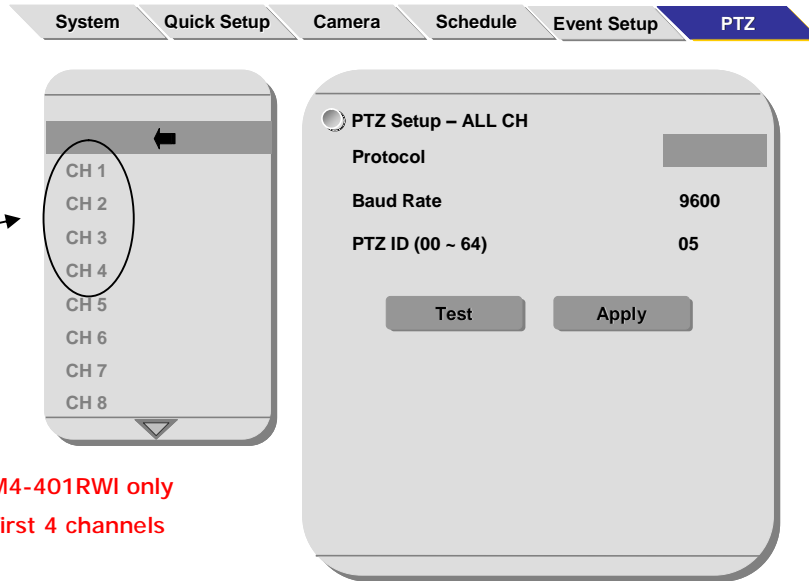 System Quick Setup Camera Schedule Event Setup PTZ
CH 1
CH 2
CH 3
CH 4
CH 5
CH 6
CH 7
CH 8
PTZ Setup – ALL CH
Protocol
Baud Rate 9600
PTZ ID (00 ~ 64) 05
Test Apply
M4-401RWI only
irst 4 channels